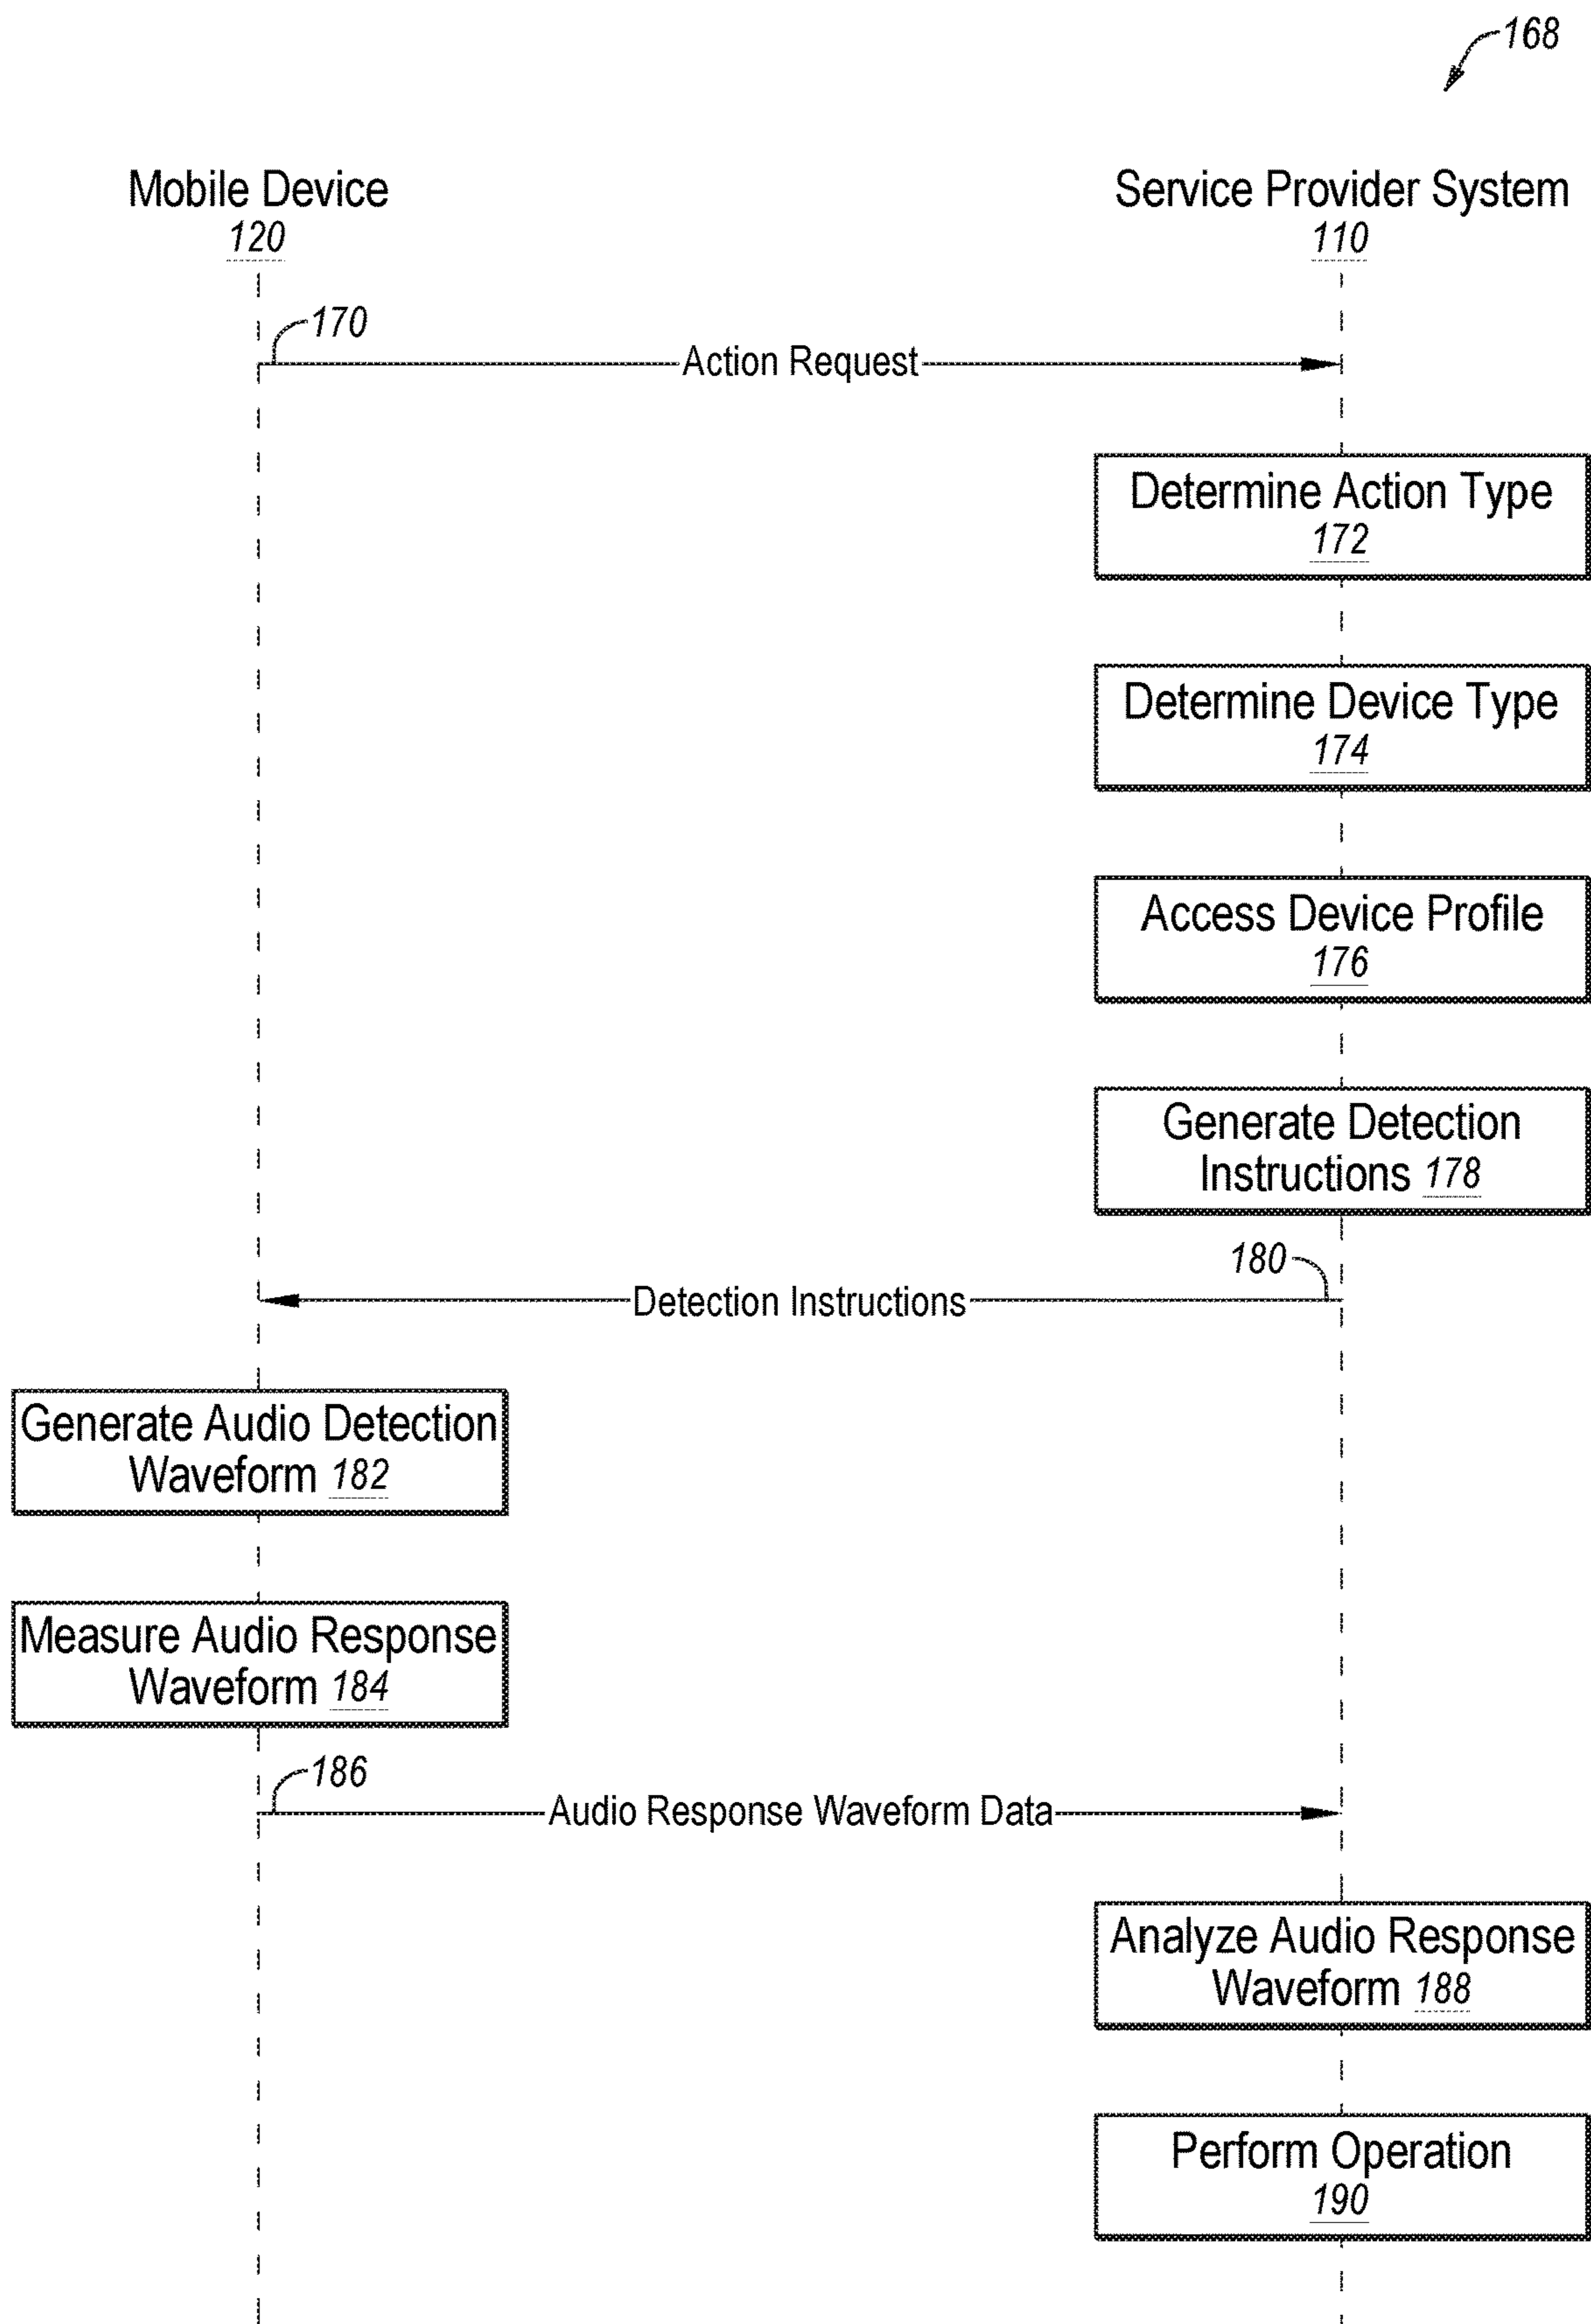 168
Mobile Device
120
Service Provider System
110
170
Action Request
Determine Action Type
172
Determine Device Type
174
Access Device Profile
176
Generate Detection
Instructions 178
180
Detection Instructions
Generate Audio Detection
Waveform 182
Measure Audio Response
Waveform 184
186
Audio Response Waveform Data
Analyze Audio Response
Waveform 188
Perform Operation
190